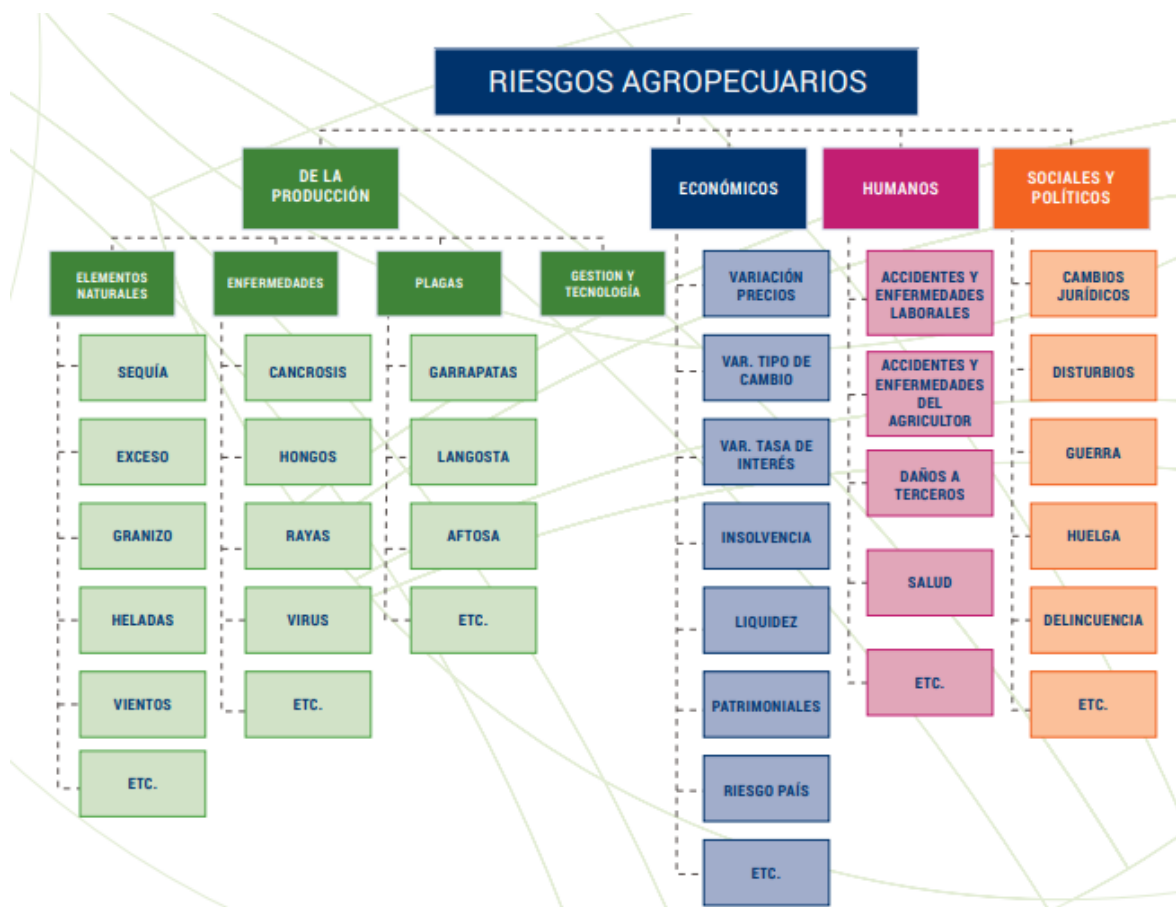 RIESGOS AGROPECUARIOS
DE LA
PRODUCCIÓN
ECONÓMICOS
HUMANOS
SOCIALES Y
POLÍTICOS
ELEMENTOS
NATURALES
ENFERMEDADES
PLAGAS
GESTION Y
TECNOLOGÍA
SEQUÍA
EXCESO
GRANIZO
HELADAS
VIENTOS
ETC.
CANCROSIS
HONGOS
RAYAS
VIRUS
ETC.
GARRAPATAS
LANGOSTA
AFTOSA
ETC.
VARIACIÓN
PRECIOS
VAR. TIPO DE
CAMBIO
VAR. TASA DE
INTERÉS
INSOLVENCIA
LIQUIDEZ
PATRIMONIALES
RIESGO PAÍS
ETC.
ACCIDENTES Y
ENFERMEDADES
LABORALES
ACCIDENTES Y
ENFERMEDADES
DEL
AGRICULTOR
DAÑOS A
TERCEROS
SALUD
ETC.
CAMBIOS
JURÍDICOS
DISTURBIOS
GUERRA
HUELGA
DELINCUENCIA
ETC.